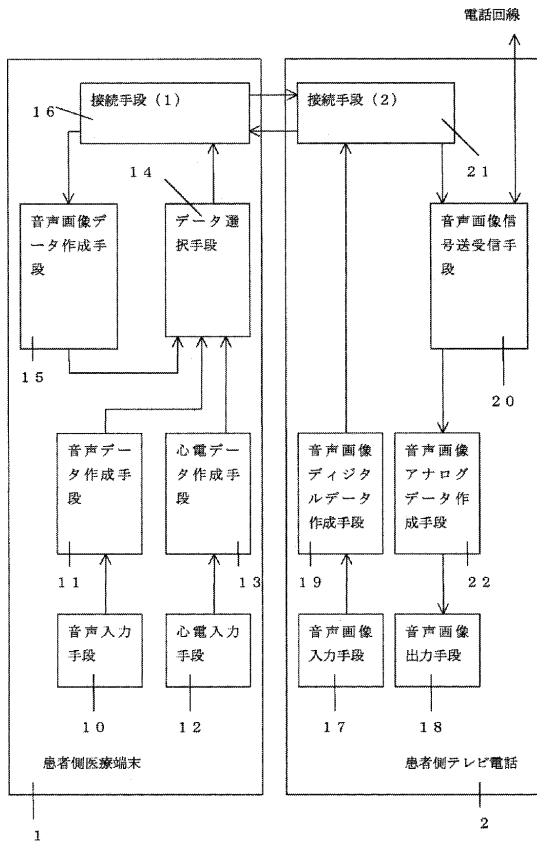 電話回線
接続手段（1）
16
接続手段（2）
21
14
音声画像デ
ータ作成手
段
データ選
択手段
音声画像信
号送受信手
段
15
20
音声デー
タ作成手
段
心電デー
タ作成手
段
音声画像
ディジタ
ルデータ
作成手段
音声画像
アナログ
データ作
成手段
11
13
19
22
音声入力
手段
心電入力
手段
音声画像
入力手段
音声画像
出力手段
10
12
17
18
患者側医療端末
患者側テレビ電話
1
2